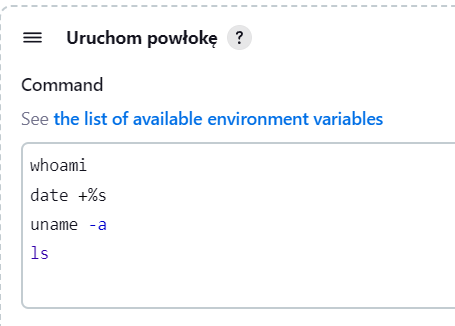 Uruchom powłokę ?
Command
See the list of available environment variables
whoami
date +%s
uname -a
ls